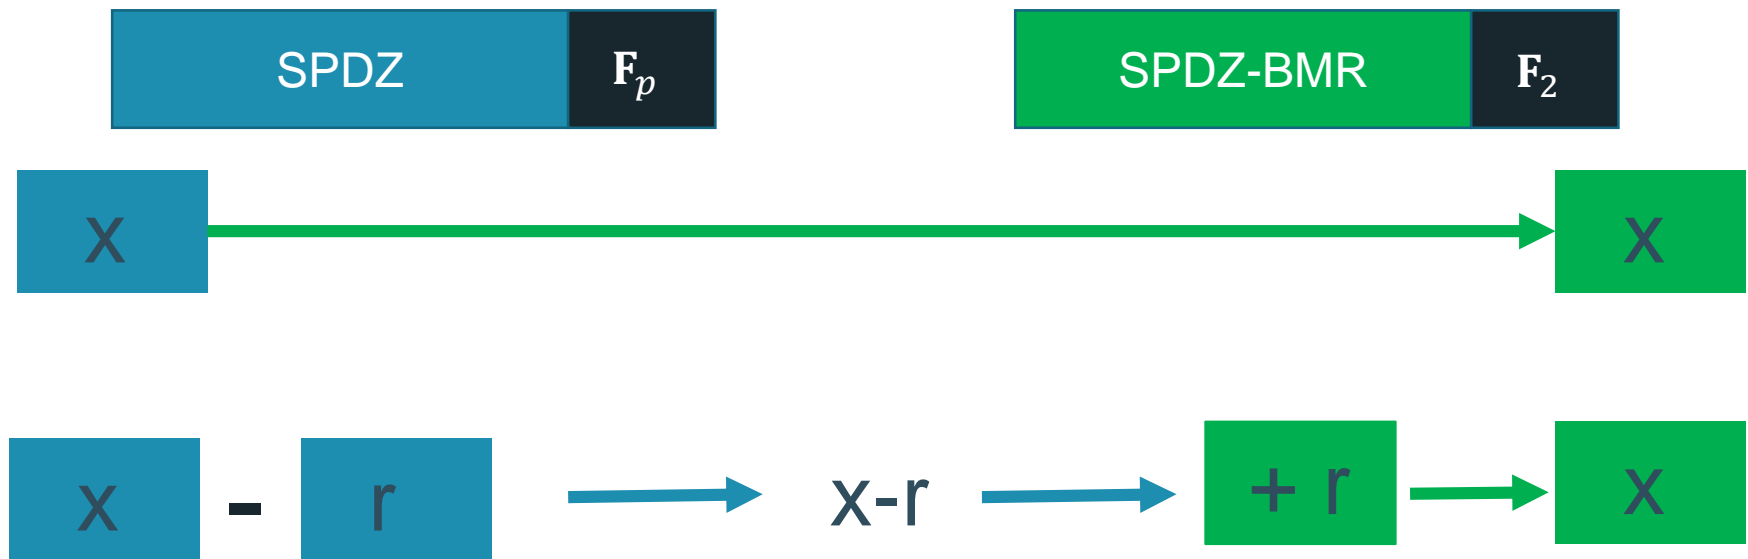 SPDZ F_p SPDZ-BMR F_2
x x
x - r x-r + r x